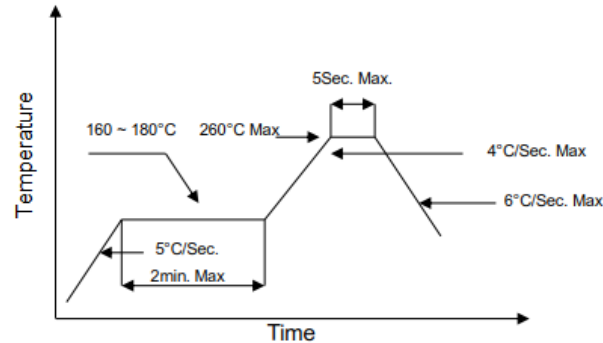 5Sec. Max.
160 ~ 180°C
260°C Max
4°C/Sec. Max
6°C/Sec. Max
5°C/Sec.
2min. Max
Temperature
Time